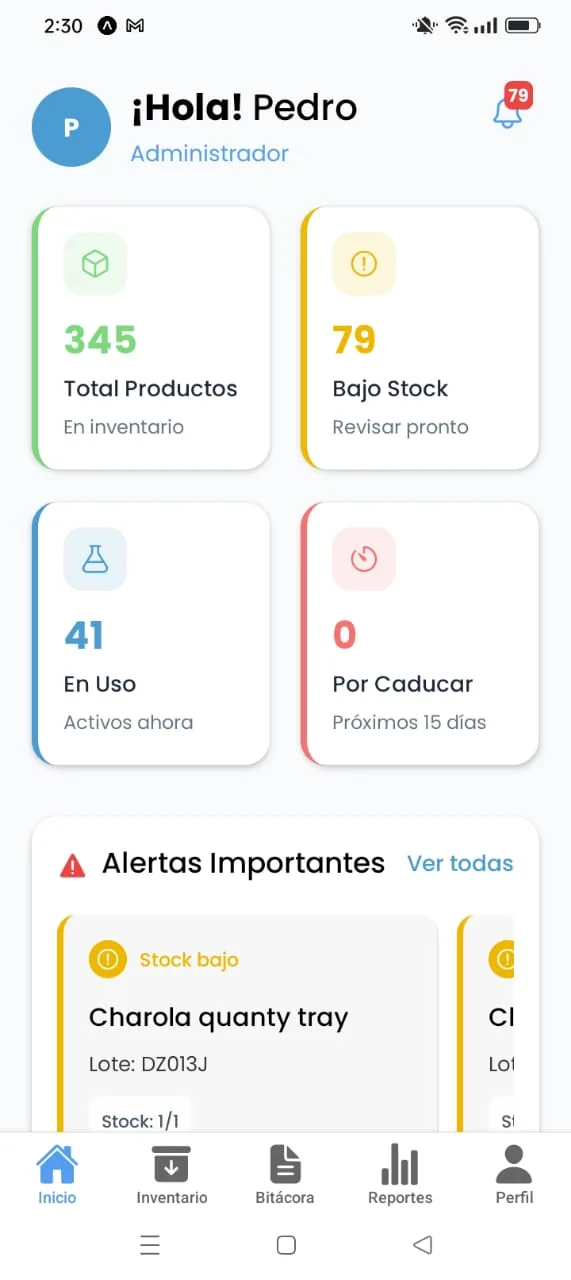 2:30
79
P
¡Hola! Pedro
Administrador
345
Total Productos
En inventario
79
Bajo Stock
Revisar pronto
41
En Uso
Activos ahora
0
Por Caducar
Próximos 15 días
Alertas Importantes
Ver todas
Stock bajo
Charola quanty tray
Lote: DZ013J
Stock: 1/1
Inicio
Inventario
Bitácora
Reportes
Perfil